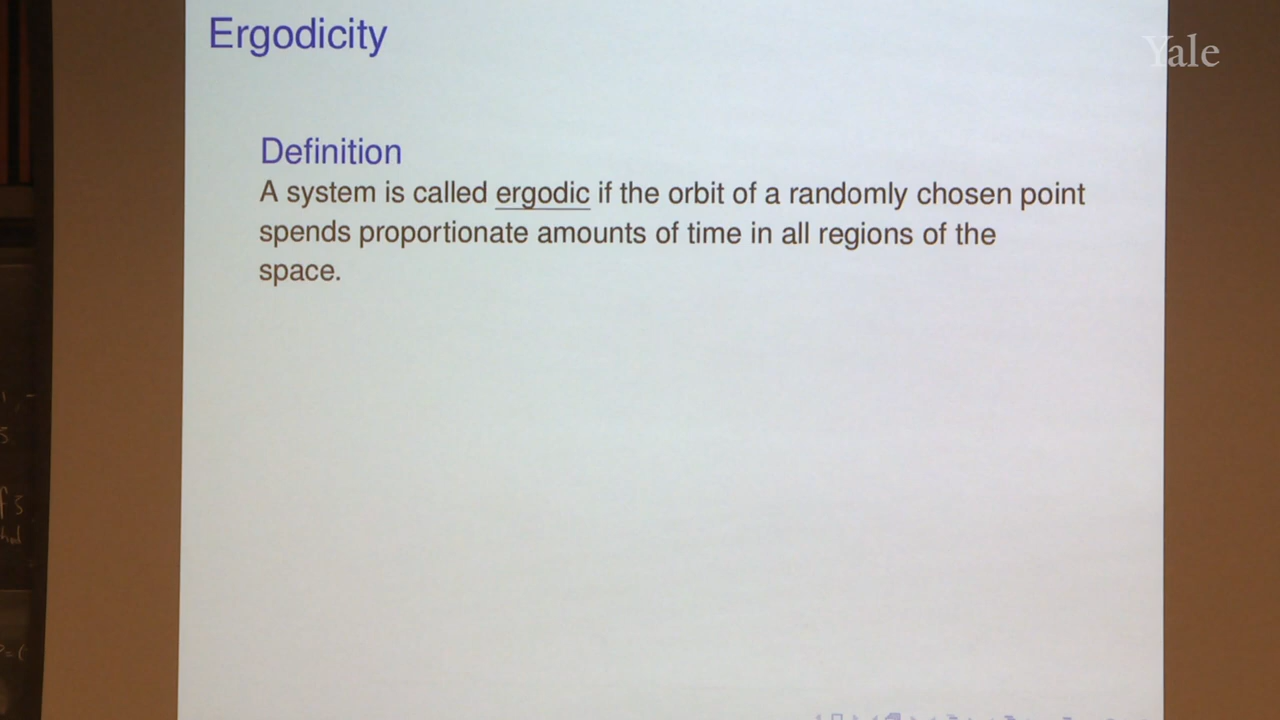 Ergodicity
Yale
Definition
A system is called ergodic if the orbit of a randomly chosen point
spends proportionate amounts of time in all regions of the
space.